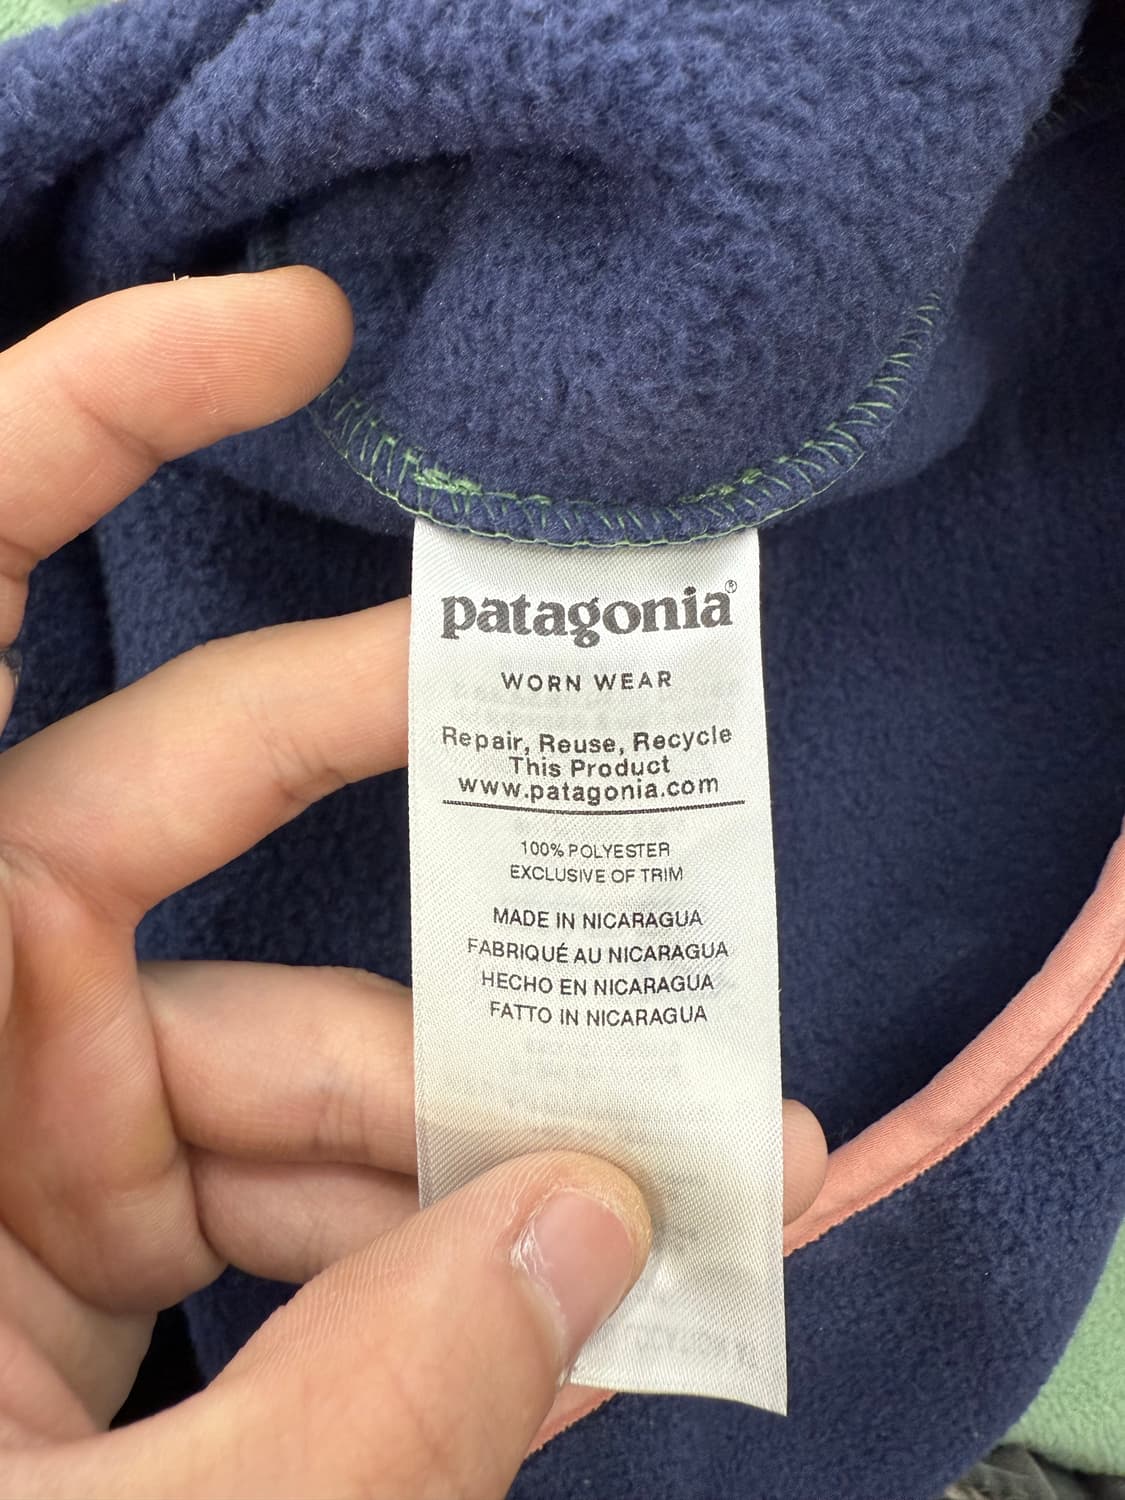 patagonia®
WORN WEAR
Repair, Reuse, Recycle
This Product
www.patagonia.com
100% POLYESTER
EXCLUSIVE OF TRIM
MADE IN NICARAGUA
FABRIQUÉ AU NICARAGUA
HECHO EN NICARAGUA
FATTO IN NICARAGUA